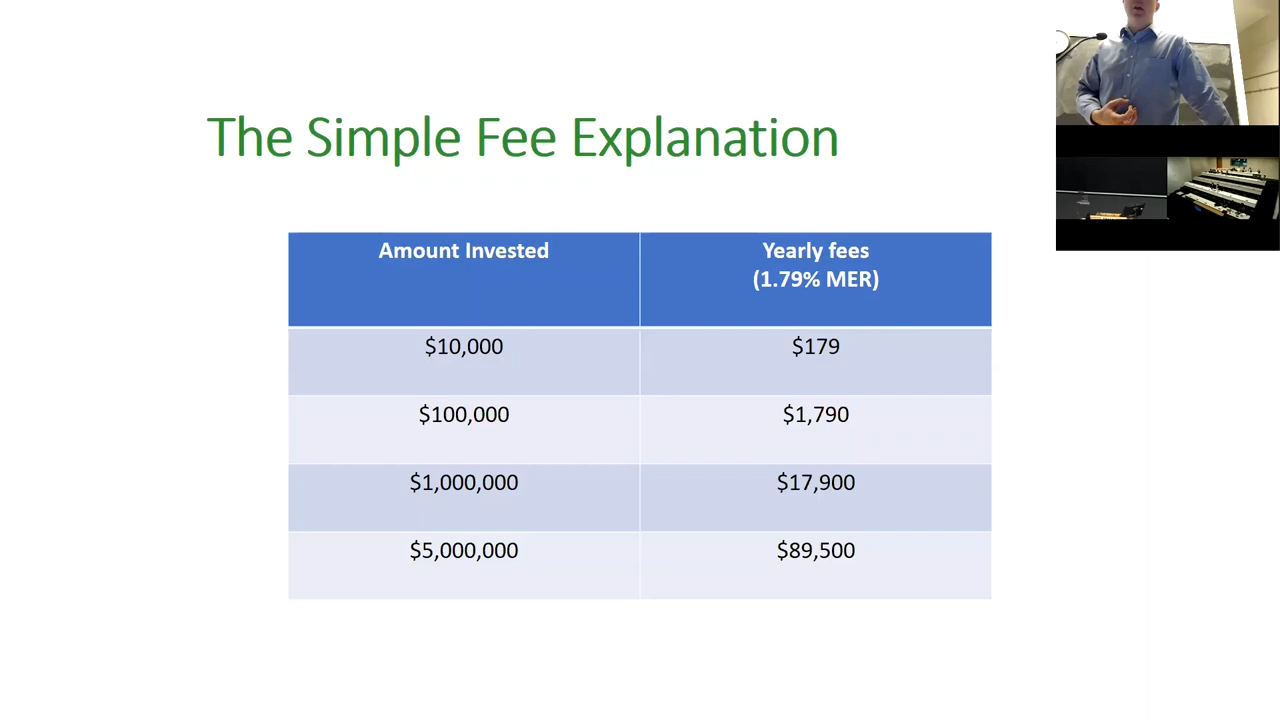 The Simple Fee Explanation
Amount Invested
Yearly fees
(1.79% MER)
$10,000
$179
$100,000
$1,790
$1,000,000
$17,900
$5,000,000
$89,500